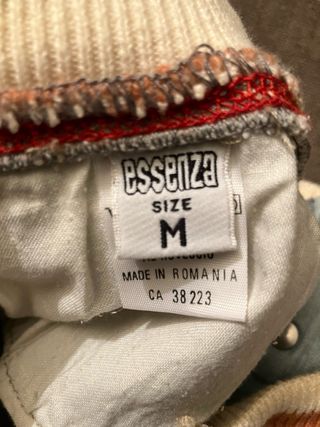 essenza
SIZE
M
MADE IN ROMANIA
CA 38223